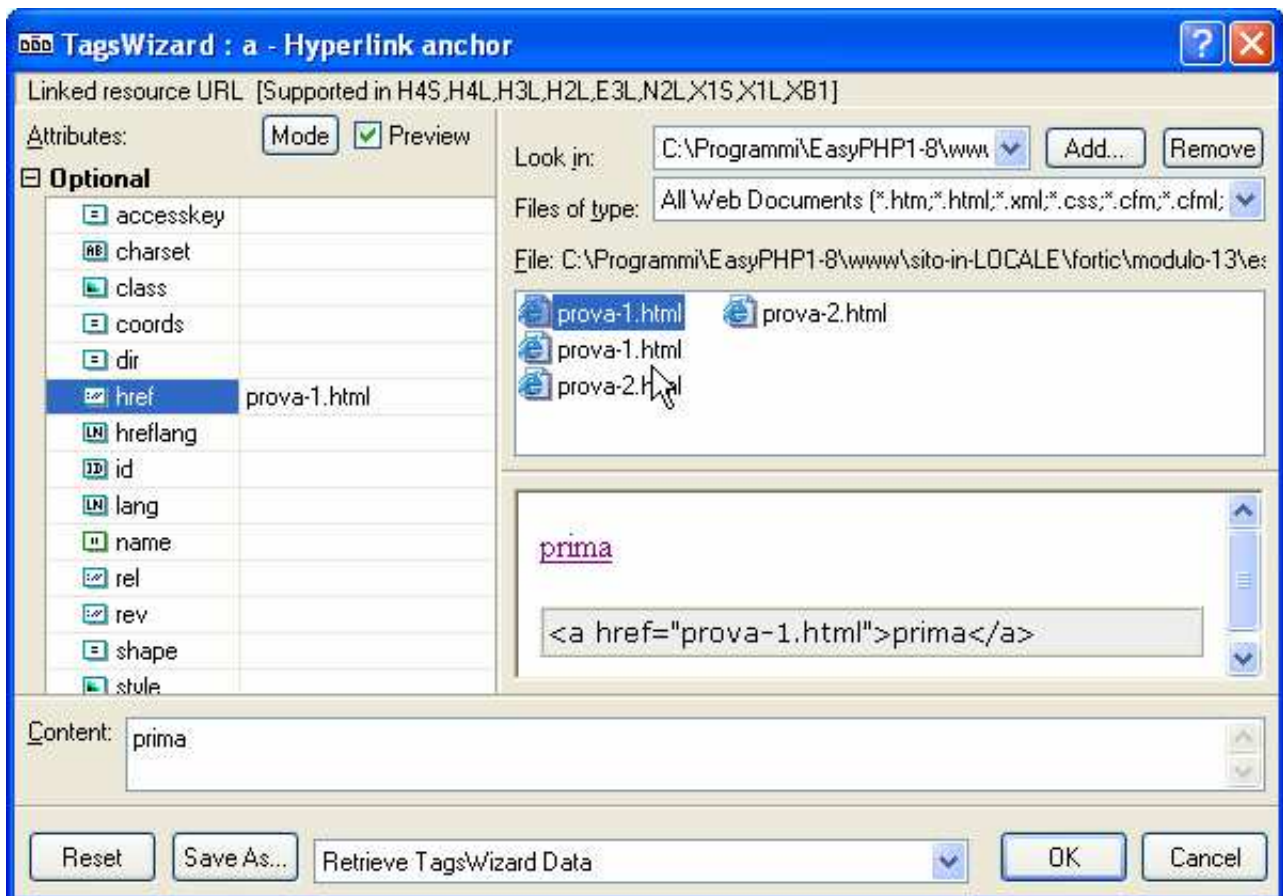 TagsWizard : a - Hyperlink anchor
Linked resource URL [Supported in H4S,H4L,H3L,H2L,E3L,N2L,X1S,X1L,XB1]
Attributes:
Mode
Preview
Optional
accesskey
charset
class
coords
dir
href prova-1.html
hreflang
id
lang
name
rel
rev
shape
style
Look in: C:\Programmi\EasyPHP1-8\www
Add...
Remove
Files of type: All Web Documents (*.htm;*.html;*.xml;*.css;*.cfm;*.cfml;
File: C:\Programmi\EasyPHP1-8\www\sito-in-LOCALE\fortic\modulo-13\es
prova-1.html prova-2.html
prova-1.html
prova-2.html
prima
<a href="prova-1.html">prima</a>
Content: prima
Reset
Save As...
Retrieve TagsWizard Data
OK
Cancel